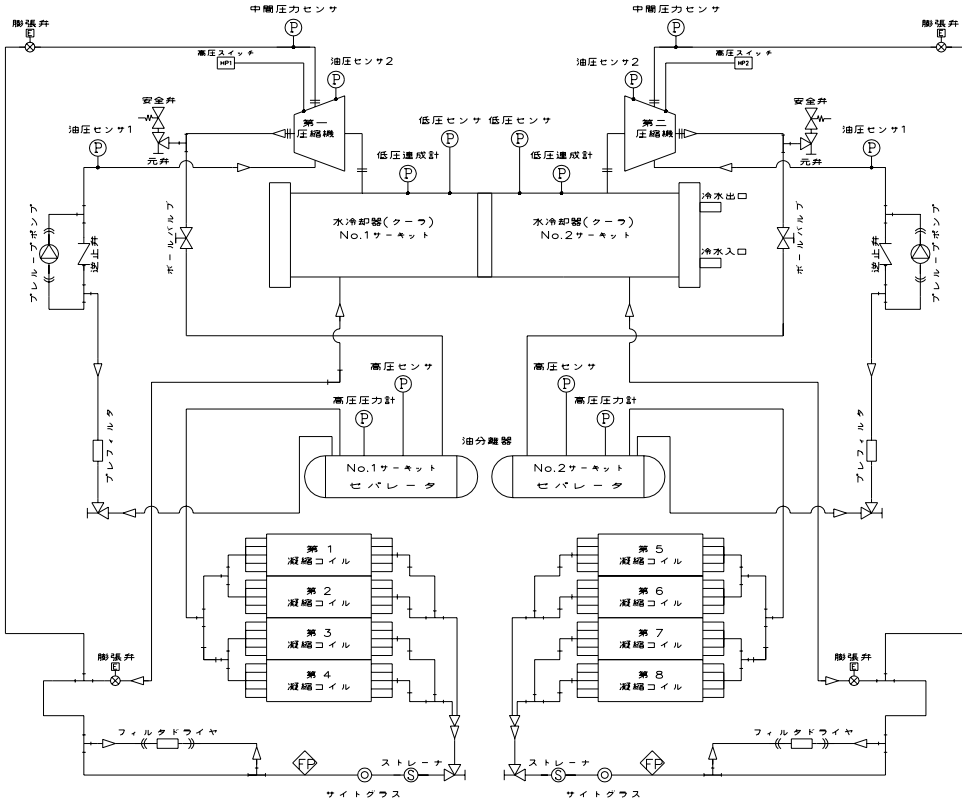 中間圧力センサ
中間圧力センサ
膨張弁
膨張弁
E
E
P
P
高圧スイッチ
高圧スイッチ
HP1
HP2
油圧センサ2
油圧センサ2
P
P
安全弁
安全弁
第一
圧縮機
第二
圧縮機
油圧センサ1
低圧センサ
低圧センサ
油圧センサ1
P
P
P
P
元弁
元弁
低圧連成計
低圧連成計
P
P
冷水出口
水冷却器(クーラ)
No.1サーキット
水冷却器(クーラ)
No.2サーキット
冷水入口
プレループポンプ
逆止弁
ボールバルブ
ボールバルブ
逆止弁
プレループポンプ
高圧センサ
高圧センサ
P
P
高圧圧力計
高圧圧力計
P
P
プレフィルタ
プレフィルタ
油分離器
No.1サーキット
セパレータ
No.2サーキット
セパレータ
第 1
凝縮コイル
第 5
凝縮コイル
第 2
凝縮コイル
第 6
凝縮コイル
第 3
凝縮コイル
第 7
凝縮コイル
第 4
凝縮コイル
第 8
凝縮コイル
膨張弁
膨張弁
E
E
フィルタドライヤ
フィルタドライヤ
FP
ストレーナ
ストレーナ
FP
S
S
サイトグラス
サイトグラス